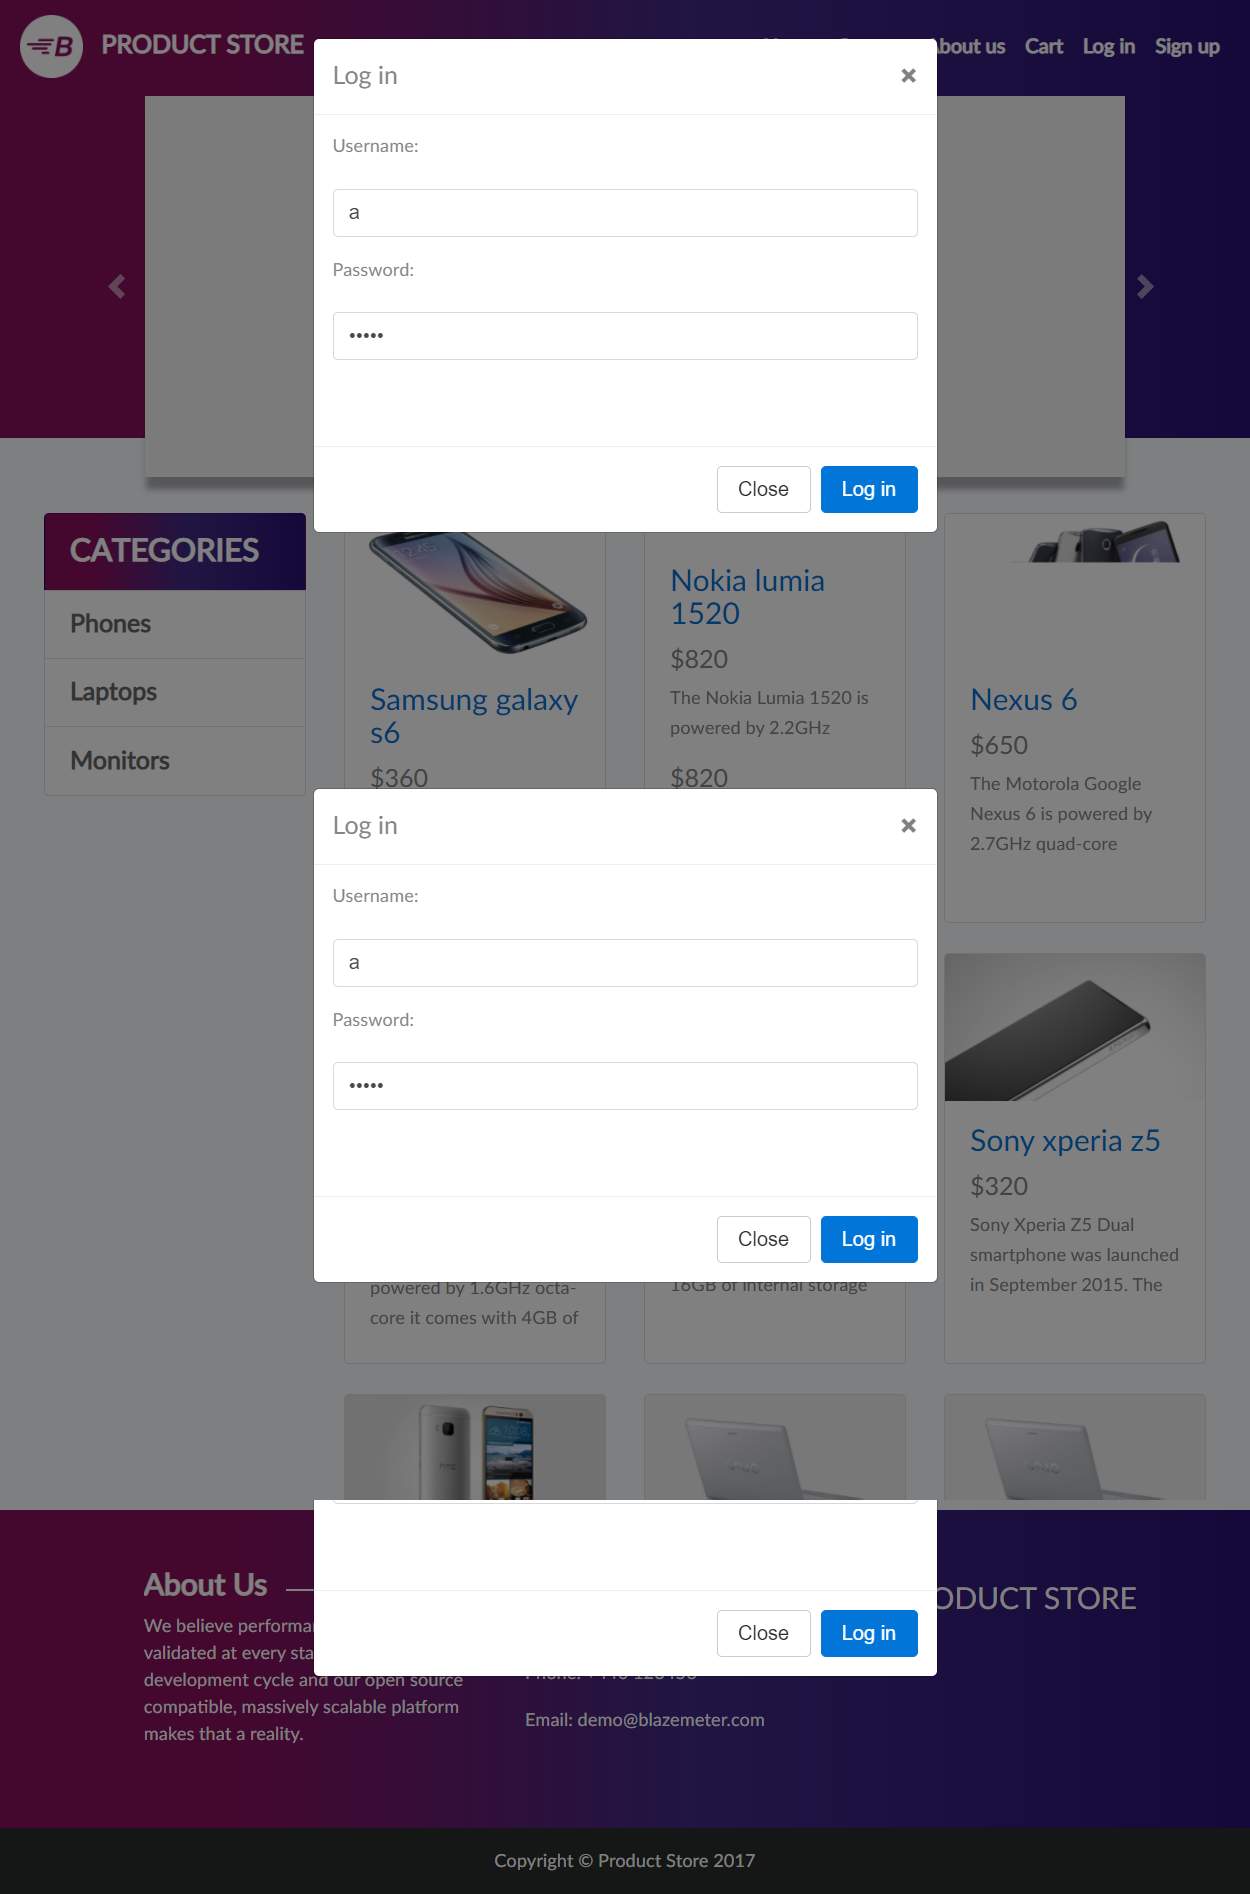 B PRODUCT STORE
About us Cart Log in Sign up
Log in ×
Username:
a
Password:
•••••
Close Log in
CATEGORIES
Phones
Laptops
Monitors
12:45
Samsung galaxy
s6
$360
Nokia lumia
1520
$820
The Nokia Lumia 1520 is
powered by 2.2GHz
$820
Nexus 6
$650
The Motorola Google
Nexus 6 is powered by
2.7GHz quad-core
Log in ×
Username:
a
Password:
•••••
Close Log in
powered by 1.6GHz octa-
core it comes with 4GB of
16GB of internal storage
Sony xperia z5
$320
Sony Xperia Z5 Dual
smartphone was launched
in September 2015. The
hTC
VAIO
VAIO
Close Log in
About Us
We believe performa
validated at every sta
development cycle and our open source
compatible, massively scalable platform
makes that a reality.
Email: demo@blazemeter.com
ODUCT STORE
Copyright © Product Store 2017